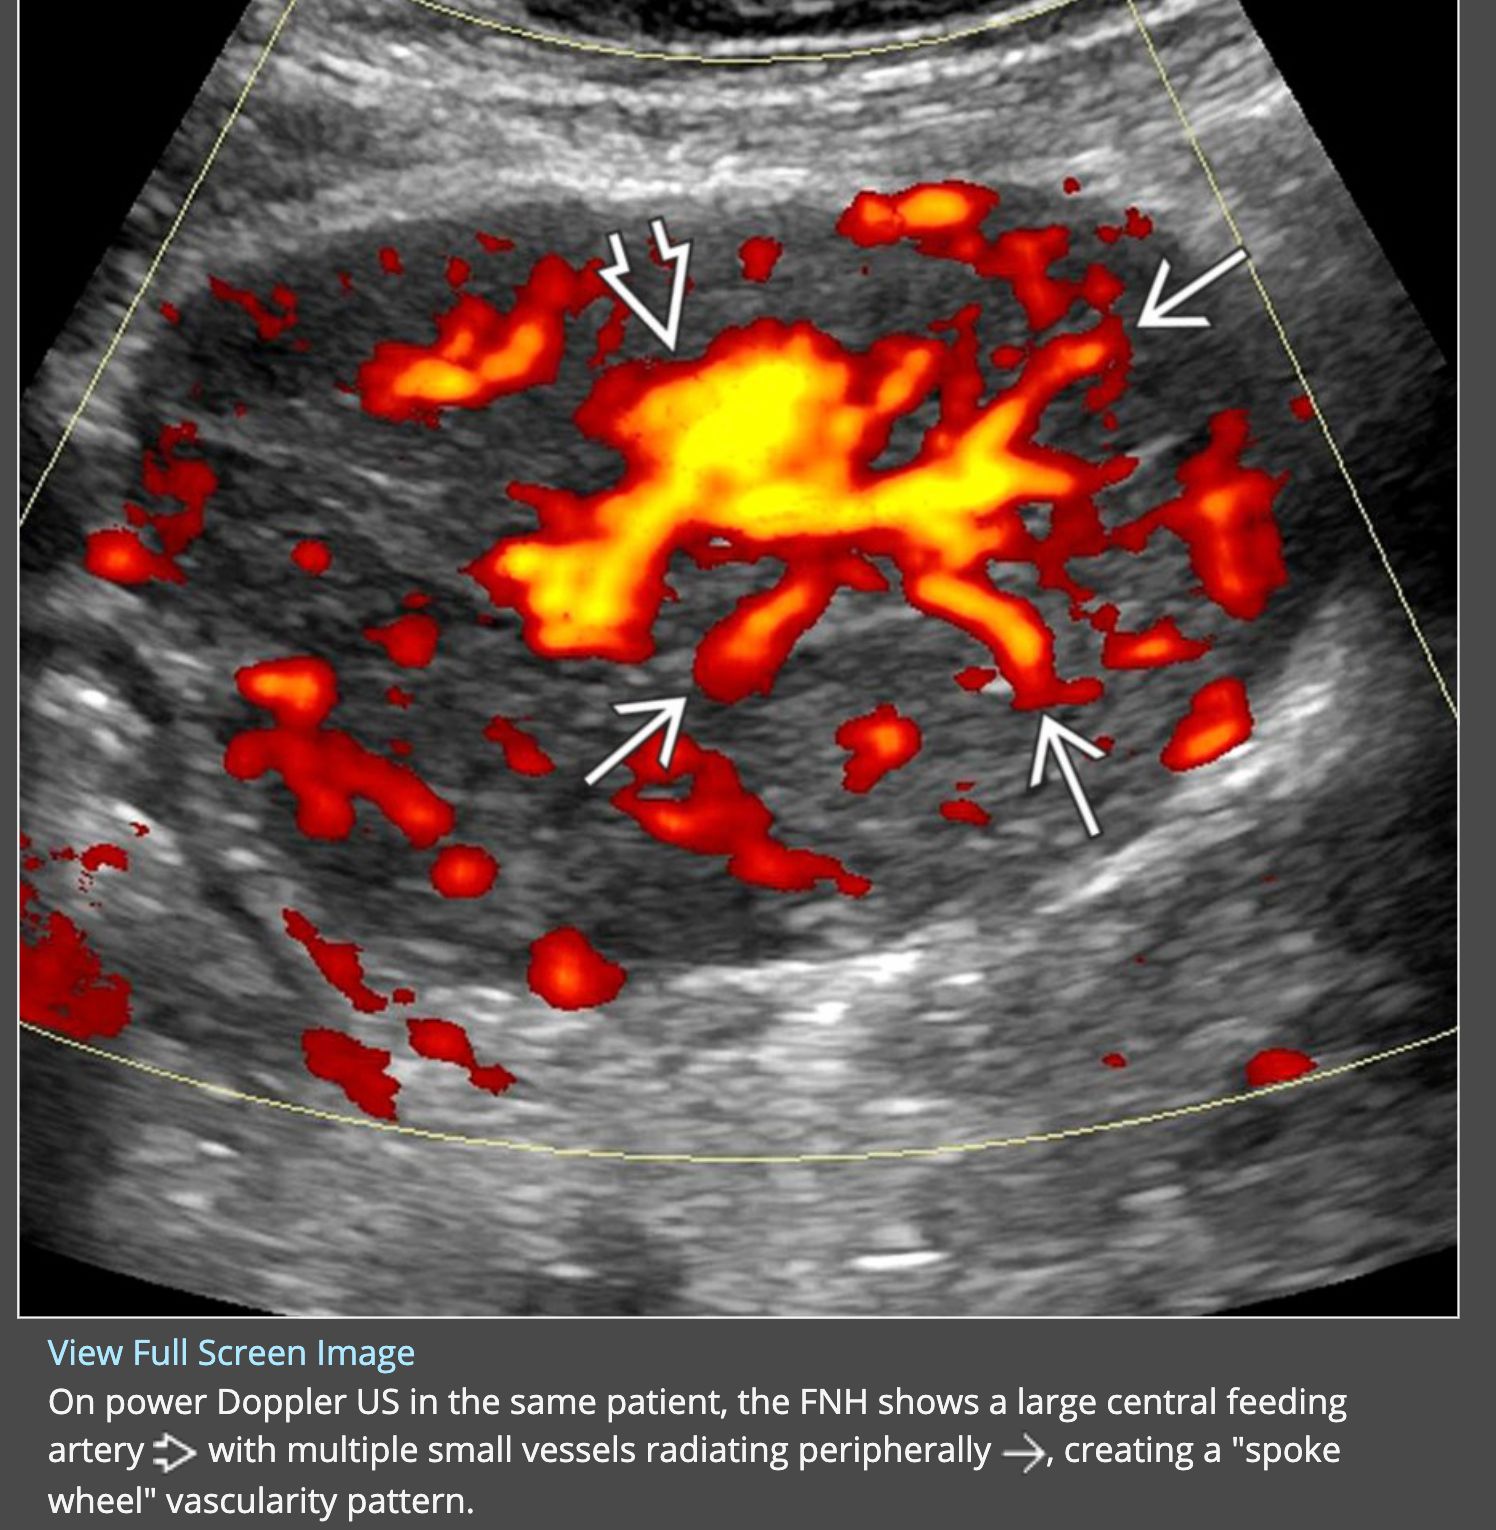 View Full Screen Image
On power Doppler US in the same patient, the FNH shows a large central feeding
artery with multiple small vessels radiating peripherally , creating a "spoke
wheel" vascularity pattern.